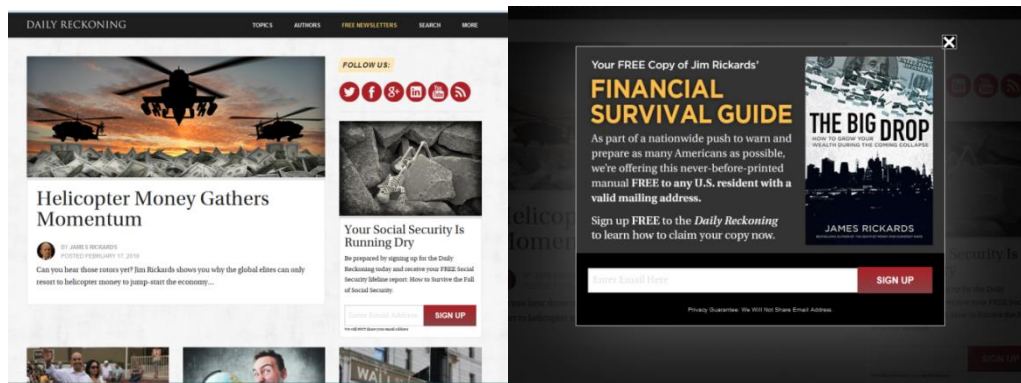 DAILY RECKONING
TOPICS AUTHORS FREE NEWSLETTERS SEARCH MORE
Helicopter Money Gathers
Momentum
BY JAMES RICKARDS
POSTED FEBRUARY 17, 2016
Can you hear those rotors yet? Jim Rickards shows you why the global elites can only
resort to helicopter money to jump-start the economy…
FOLLOW US:
Your Social Security Is
Running Dry
Be prepared by signing up for the Daily
Reckoning today and receive your FREE Social
Security lifeline report: How to Survive the Fall
of Social Security.
Enter Email Address
SIGN UP
We will NOT share your email address
WALL
Your FREE Copy of Jim Rickards'
FINANCIAL
SURVIVAL GUIDE
As part of a nationwide push to warn and
prepare as many Americans as possible,
we're offering this never-before-printed
manual FREE to any U.S. resident with a
valid mailing address.
Sign up FREE to the Daily Reckoning
to learn how to claim your copy now.
THE BIG DROP
HOW TO GROW YOUR
WEALTH DURING THE COMING COLLAPSE
JAMES RICKARDS
Enter Email Here
SIGN UP
Privacy Guarantee: We Will Not Share Email Address.